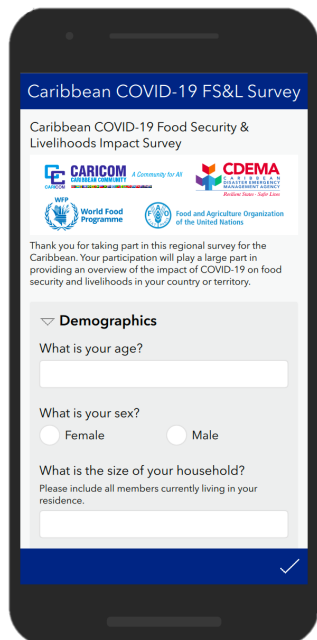 Caribbean COVID-19 FS&L Survey
Caribbean COVID-19 Food Security &
Livelihoods Impact Survey
CARICOM
CARICOM
CARIBBEAN COMMUNITY
A Community for All
CDEMA
CARIBBEAN
DISASTER EMERGENCY
MANAGEMENT AGENCY
Resilient States - Safer Lives
WFP
World Food
Programme
FAO
Food and Agriculture Organization
of the United Nations
Thank you for taking part in this regional survey for the
Caribbean. Your participation will play a large part in
providing an overview of the impact of COVID-19 on food
security and livelihoods in your country or territory.
Demographics
What is your age?
What is your sex?
Female
Male
What is the size of your household?
Please include all members currently living in your
residence.